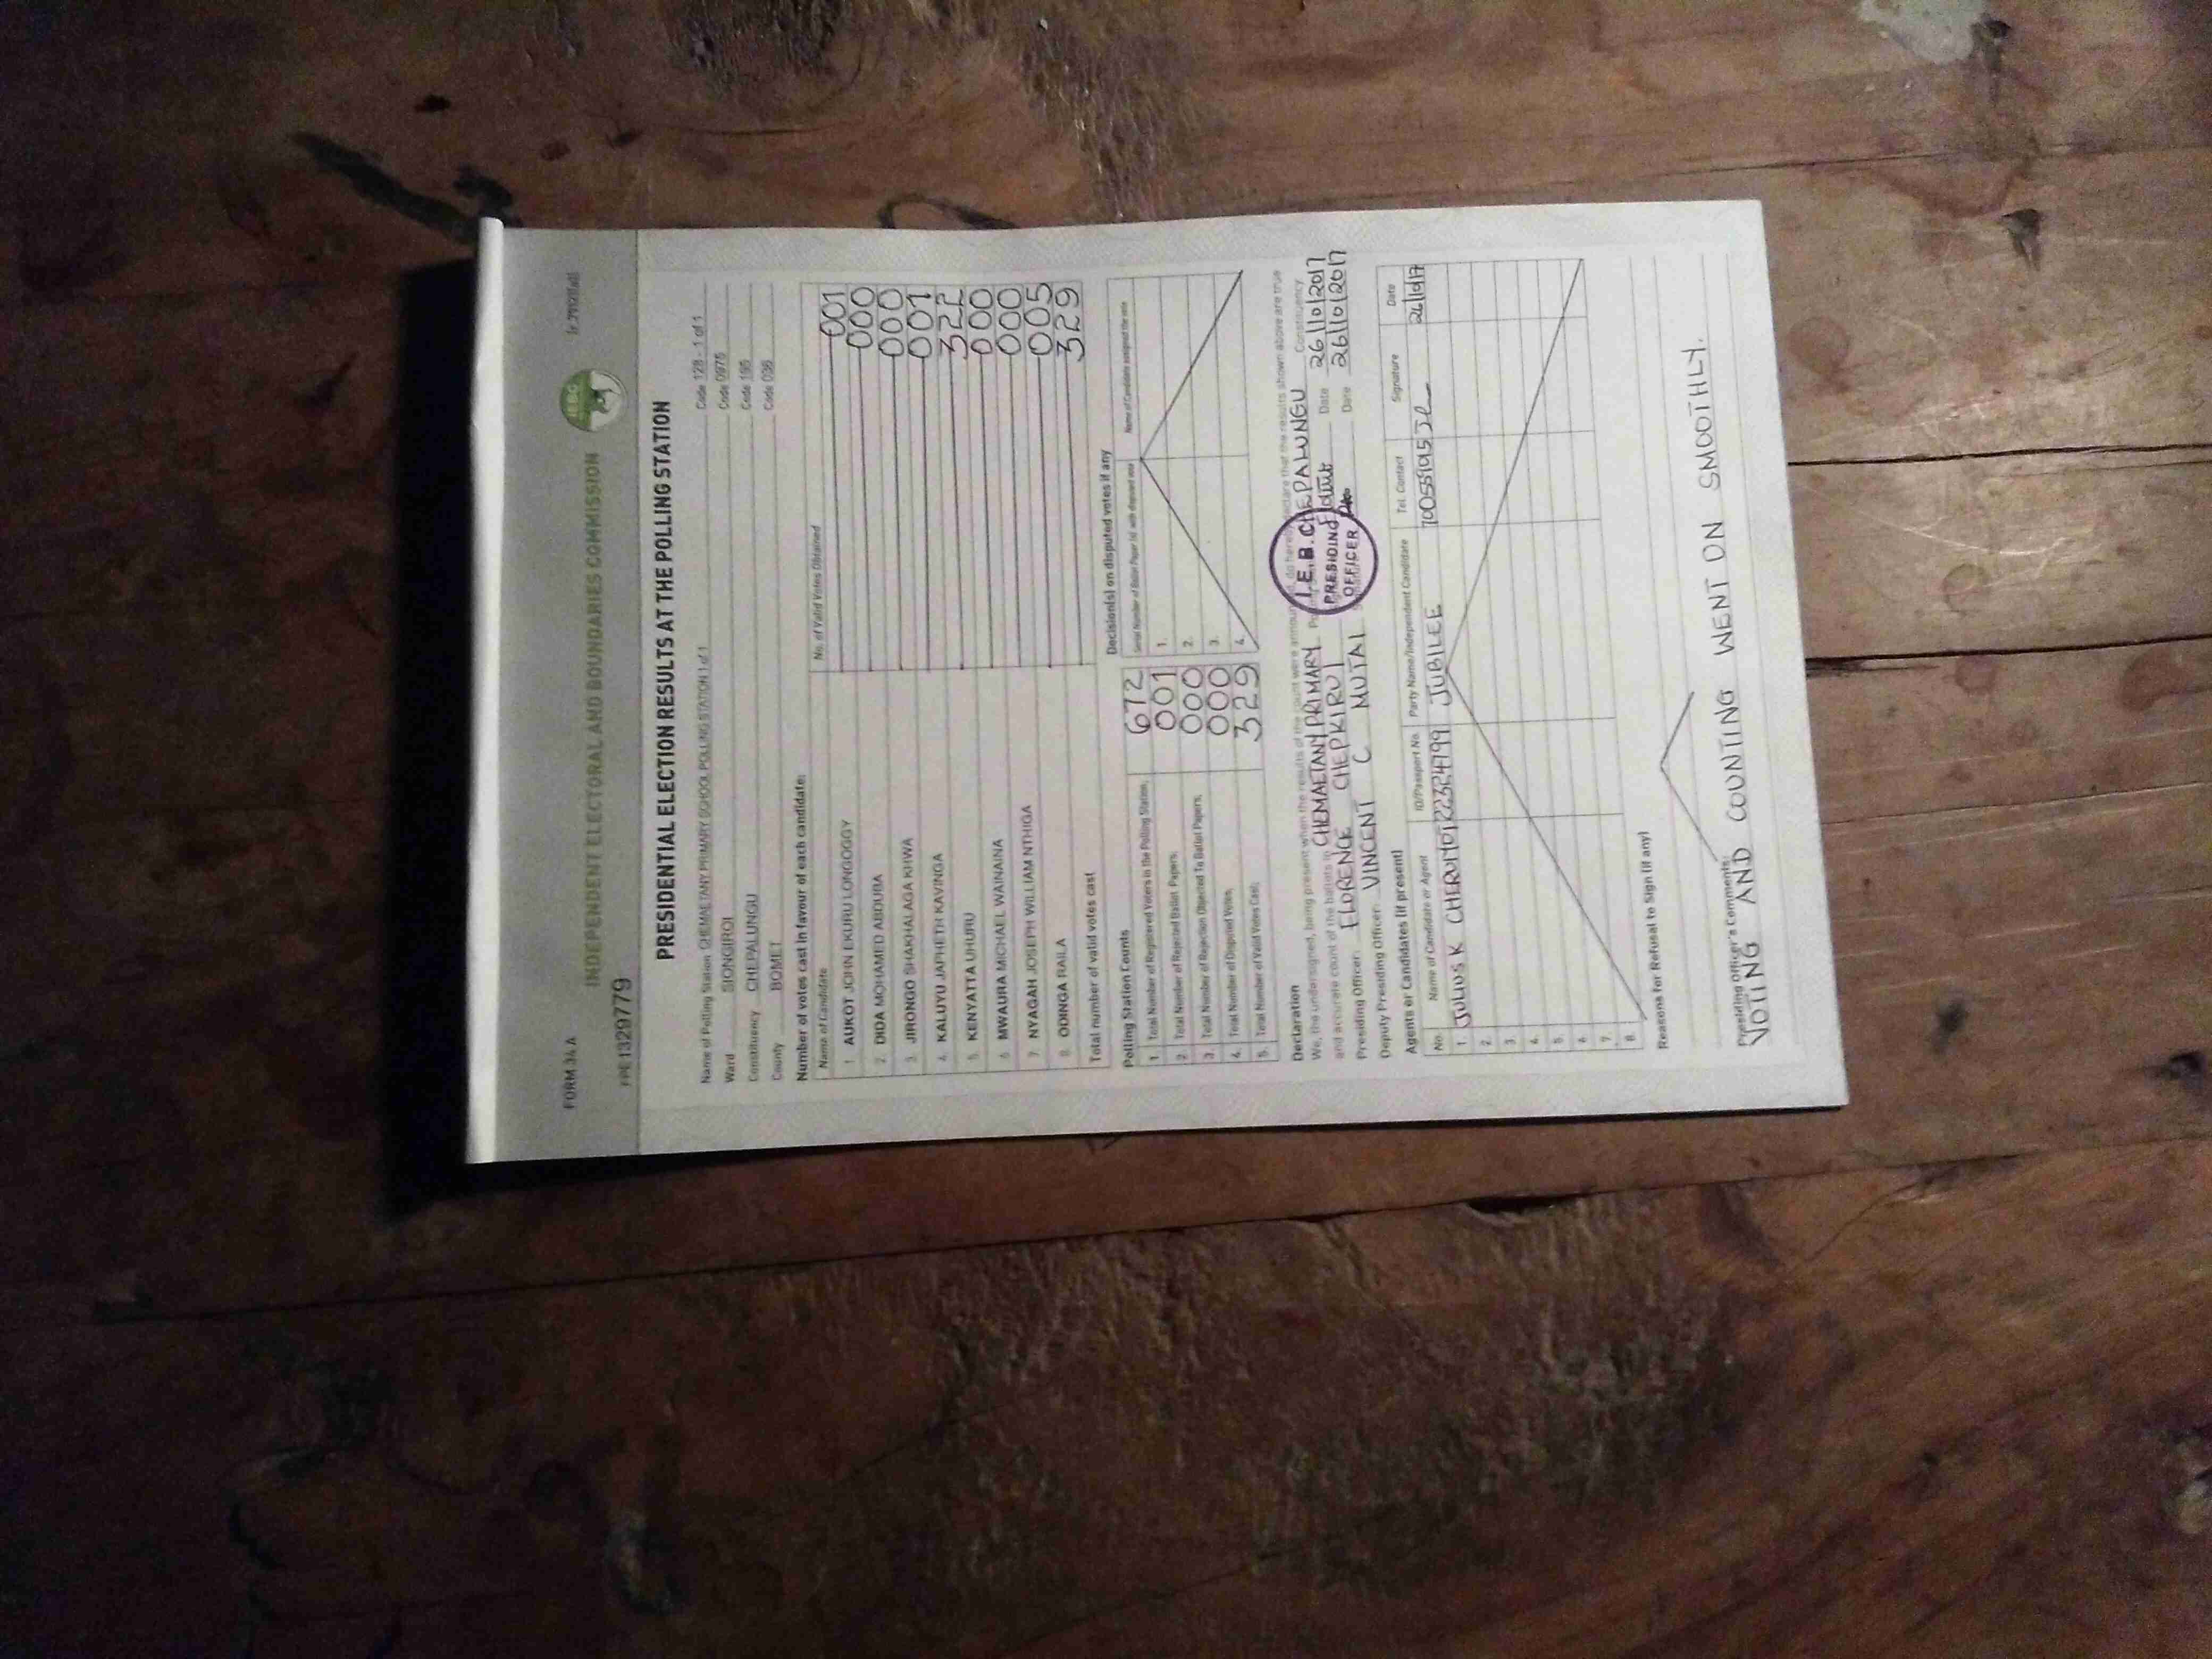 FORM 34A
INDEPENDENT ELECTORAL AND BOUNDARIES COMMISSION
IEBC
FPE 1329779
PRESIDENTIAL ELECTION RESULTS AT THE POLLING STATION
Name of Polling Station CHEMAETANY PRIMARY SCHOOL POLLING STATION 1 of 1 Code 128 - 1 of 1
Ward SIONGIROI Code 0975
Constituency CHEPALUNGU Code 195
County BOMET Code 036
Number of votes cast in favour of each candidate:
Name of Candidate No. of Valid Votes Obtained
1 AUKOT JOHN EKURU LONGOGGY 001
2. DIDA MOHAMED ABDUBA 000
3. JIRONGO SHAKHALAGA KHWA 000
4. KALUYU JAPHETH KAVINGA 001
5. KENYATTA UHURU 322
6 MWAURA MICHAEL WAINAINA 000
7. NYAGAH JOSEPH WILLIAM NTHIGA 000
8. ODINGA RAILA 005
Total number of valid votes cast 329
Polling Station Counts
1. Total Number of Registered Voters in the Polling Station; 672
2. Total Number of Rejected Ballot Papers; 001
3. Total Number of Rejection Objected To Ballot Papers; 000
4. Total Number of Disputed Votes; 000
5. Total Number of Valid Votes Cast; 329
Decision(s) on disputed votes if any
Serial Number of Ballot Paper (s) with disputed vote Name of Candidate assigned the vote
1.
2.
3.
4.
Declaration
We, the undersigned, being present when the results of the count were announced, do hereby declare that the results shown above are true
and accurate count of the ballots in CHEMAETANY PRIMARY CHEPALUNGU Constituency
Presiding Officer: FLORENCE CHEPKIRUI Date 26/10/2017
Deputy Presiding Officer: VINCENT C MUTAI Date 26/10/2017
I.E.B.C.
PRESIDING
OFFICER
Agents or Candidates (if present)
No. Name of Candidate or Agent ID/Passport No. Party Name/Independent Candidate Tel. Contact Signature Date
1. JULIUS K CHERUIYOT 22324799 JUBILEE 26/10/17
2.
3.
4.
5.
6
7.
8.
Reasons for Refusal to Sign (if any)
Presiding Officer's Comments:
VOTING AND COUNTING WENT ON SMOOTHLY.